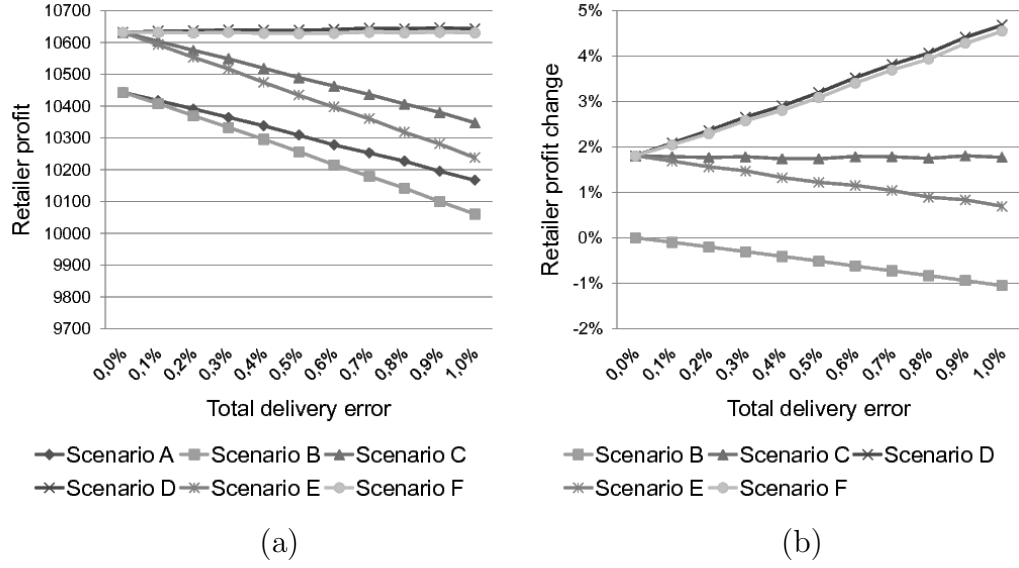 10700
10600
10500
10400
10300
10200
10100
10000
9900
9800
9700
Retailer profit
0,0% 0,1% 0,2% 0,3% 0,4% 0,5% 0,6% 0,7% 0,8% 0,9% 1,0%
Total delivery error
Scenario A Scenario B Scenario C
Scenario D Scenario E Scenario F
(a)
5%
4%
3%
2%
1%
0%
-1%
-2%
Retailer profit change
0,0% 0,1% 0,2% 0,3% 0,4% 0,5% 0,6% 0,7% 0,8% 0,9% 1,0%
Total delivery error
Scenario B Scenario C Scenario D
Scenario E Scenario F
(b)